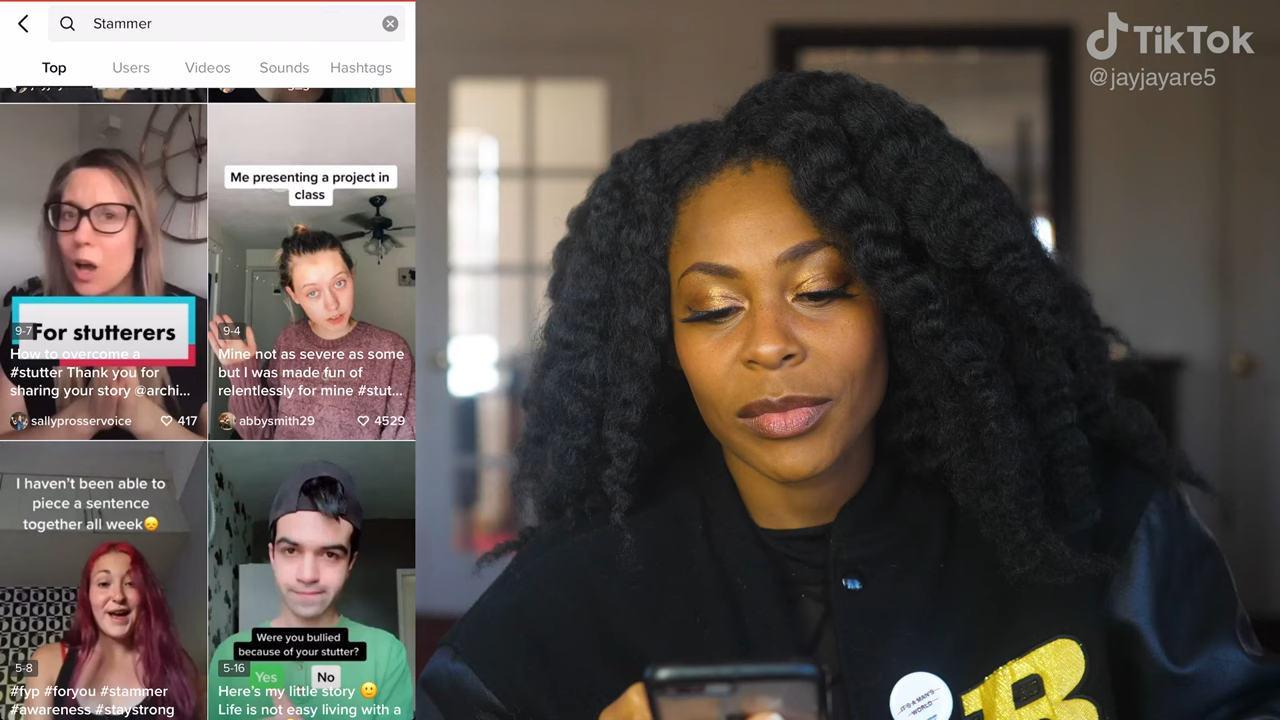 Stammer
Top
Users
Videos
Sounds
Hashtags
For stutterers
9-7
How to overcome a
#stutter Thank you for
sharing your story @archi...
sallyprosservoice
417
Me presenting a project in
class
9-4
Mine not as severe as some
but I was made fun of
relentlessly for mine #stut...
abbysmith29
4529
I haven't been able to
piece a sentence
together all week😞
5-8
#fyp #foryou #stammer
#awareness #staystrong
Were you bullied
because of your stutter?
Yes
No
5-16
Here's my little story 🙂
Life is not easy living with a
TikTok
@jayjayare5
IT'S A MAN'S
WORLD
B